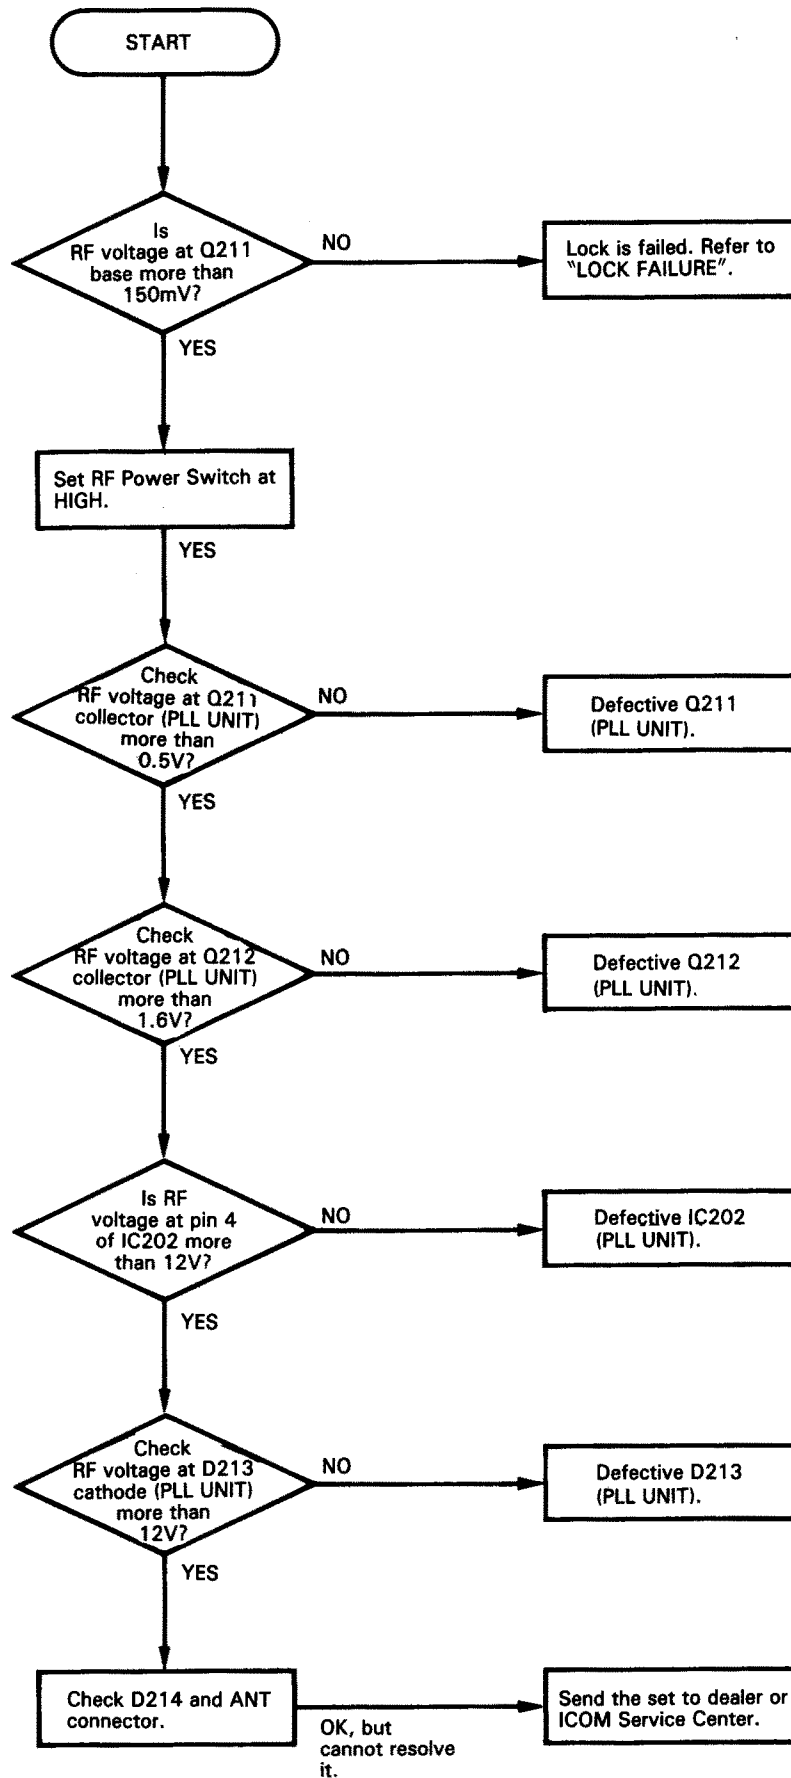 START
Is
RF voltage at Q211
base more than
150mV?
NO
Lock is failed. Refer to
"LOCK FAILURE".
YES
Set RF Power Switch at
HIGH.
YES
Check
RF voltage at Q211
collector (PLL UNIT)
more than
0.5V?
NO
Defective Q211
(PLL UNIT).
YES
Check
RF voltage at Q212
collector (PLL UNIT)
more than
1.6V?
NO
Defective Q212
(PLL UNIT).
YES
Is RF
voltage at pin 4
of IC202 more
than 12V?
NO
Defective IC202
(PLL UNIT).
YES
Check
RF voltage at D213
cathode (PLL UNIT)
more than
12V?
NO
Defective D213
(PLL UNIT).
YES
Check D214 and ANT
connector.
OK, but
cannot resolve
it.
Send the set to dealer or
ICOM Service Center.